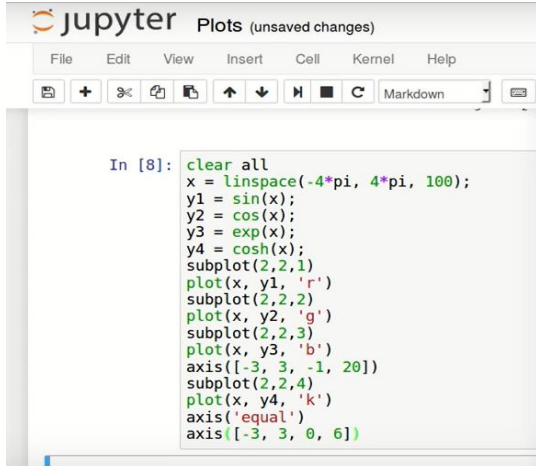 jupyter Plots (unsaved changes)
File Edit View Insert Cell Kernel Help
Markdown
In [8]: clear all
x = linspace(-4*pi, 4*pi, 100);
y1 = sin(x);
y2 = cos(x);
y3 = exp(x);
y4 = cosh(x);
subplot(2,2,1)
plot(x, y1, 'r')
subplot(2,2,2)
plot(x, y2, 'g')
subplot(2,2,3)
plot(x, y3, 'b')
axis([-3, 3, -1, 20])
subplot(2,2,4)
plot(x, y4, 'k')
axis('equal')
axis([-3, 3, 0, 6])